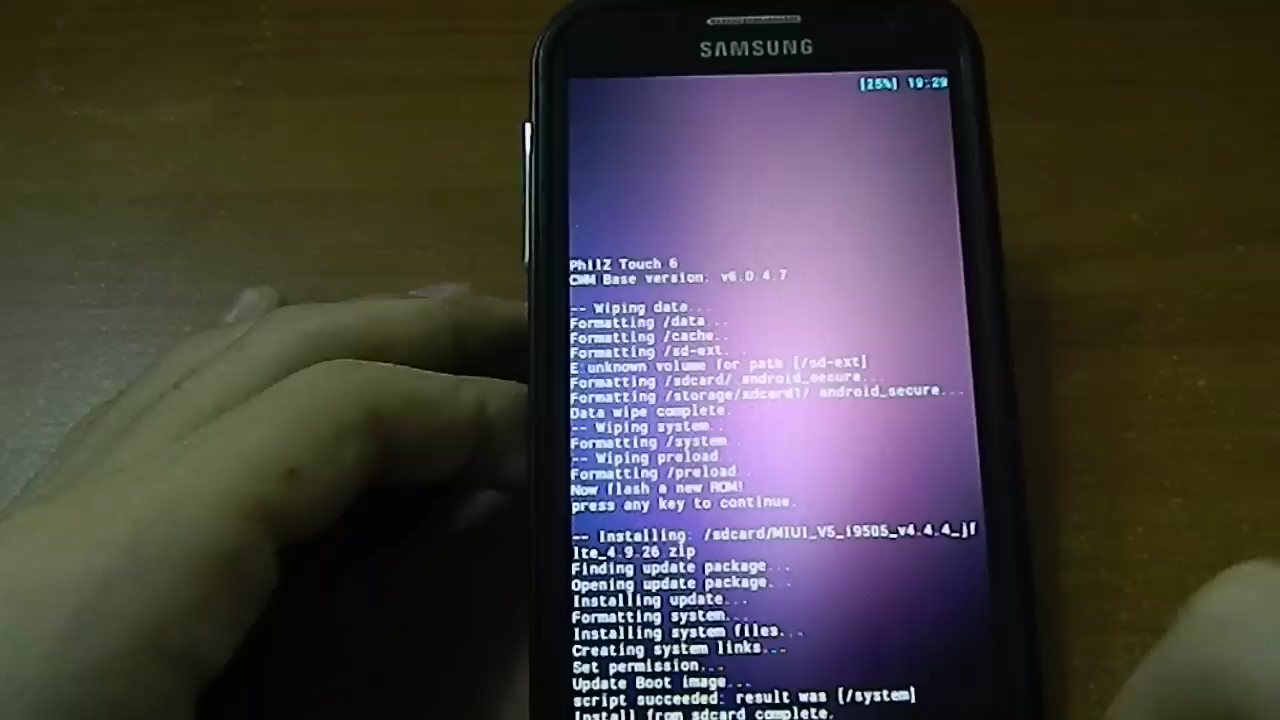 SAMSUNG
[25%] 19:29
PhilZ Touch 6
CWM Base version: v6.0.4.7
-- Wiping data...
Formatting /data...
Formatting /cache..
Formatting /sd-ext...
E:unknown volume for path [/sd-ext]
Formatting /sdcard/.android_secure...
Formatting /storage/sdcard1/.android_secure...
Data wipe complete.
-- Wiping system..
Formatting /system..
-- Wiping preload..
Formatting /preload..
Now flash a new ROM!
press any key to continue.
-- Installing: /sdcard/MIUI_V5_i9505_v4.4.4_jf
lte_4.9.26.zip
Finding update package...
Opening update package...
Installing update...
Formatting system...
Installing system files...
Creating system links...
Set permission...
Update Boot image...
script succeeded: result was [/system]
Install from sdcard complete.